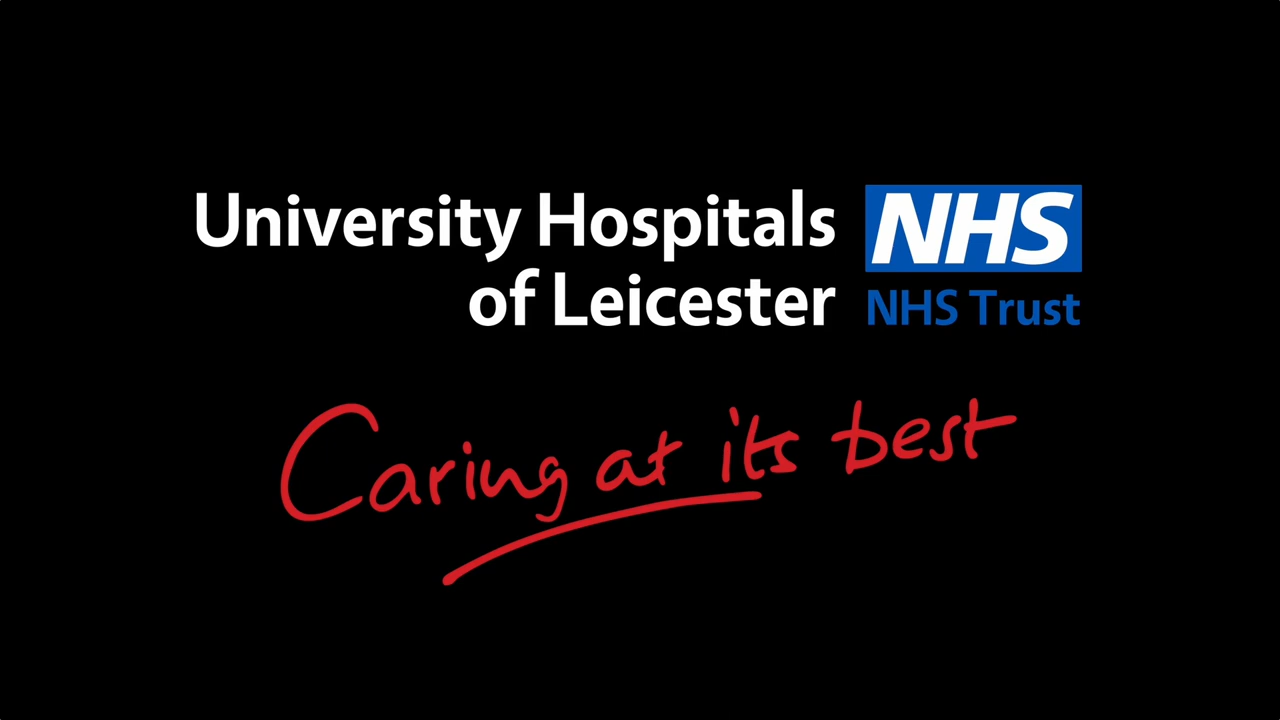 University Hospitals NHS
of Leicester NHS Trust
Caring at its best